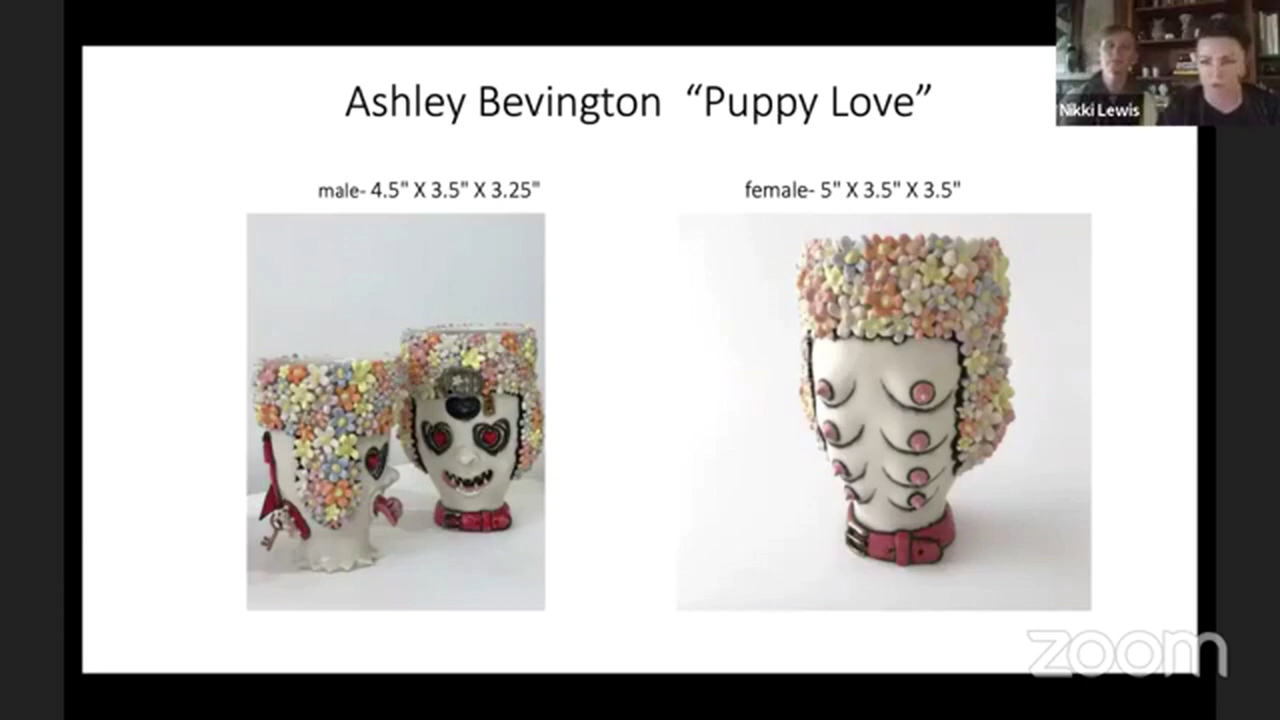 Ashley Bevington “Puppy Love”
Nikki Lewis
male- 4.5" X 3.5" X 3.25"
female- 5" X 3.5" X 3.5"
zoom